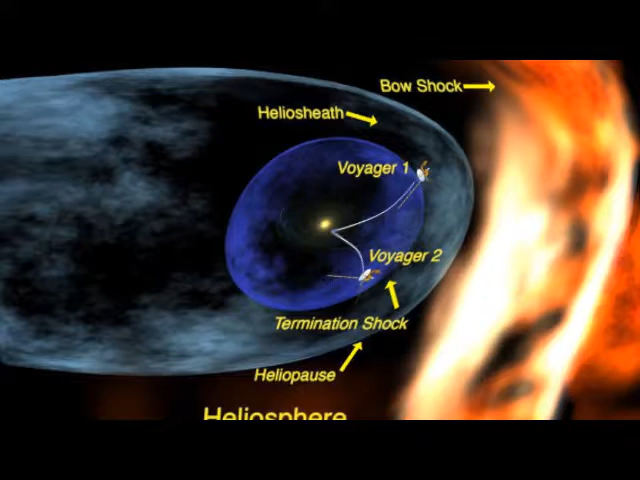 Bow Shock
Heliosheath
Voyager 1
Voyager 2
Termination Shock
Heliopause
Heliosphere